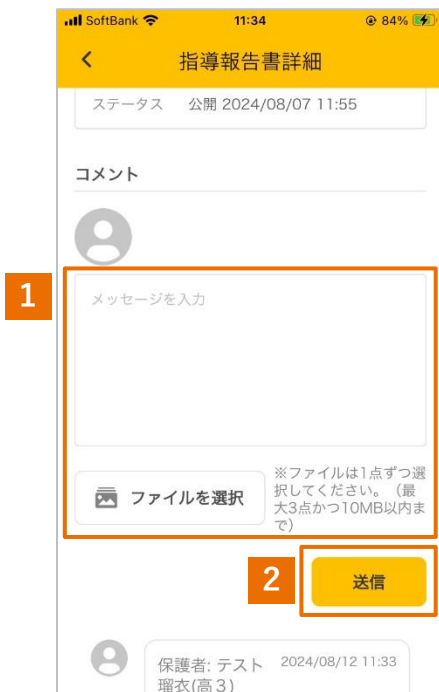 SoftBank 11:34 84%
指導報告書詳細
ステータス 公開 2024/08/07 11:55
コメント
1
メッセージを入力
ファイルを選択
※ファイルは1点ずつ選
択してください。（最
大3点かつ10MB以内ま
で）
2
送信
保護者: テスト 2024/08/12 11:33
瑠衣(高３)